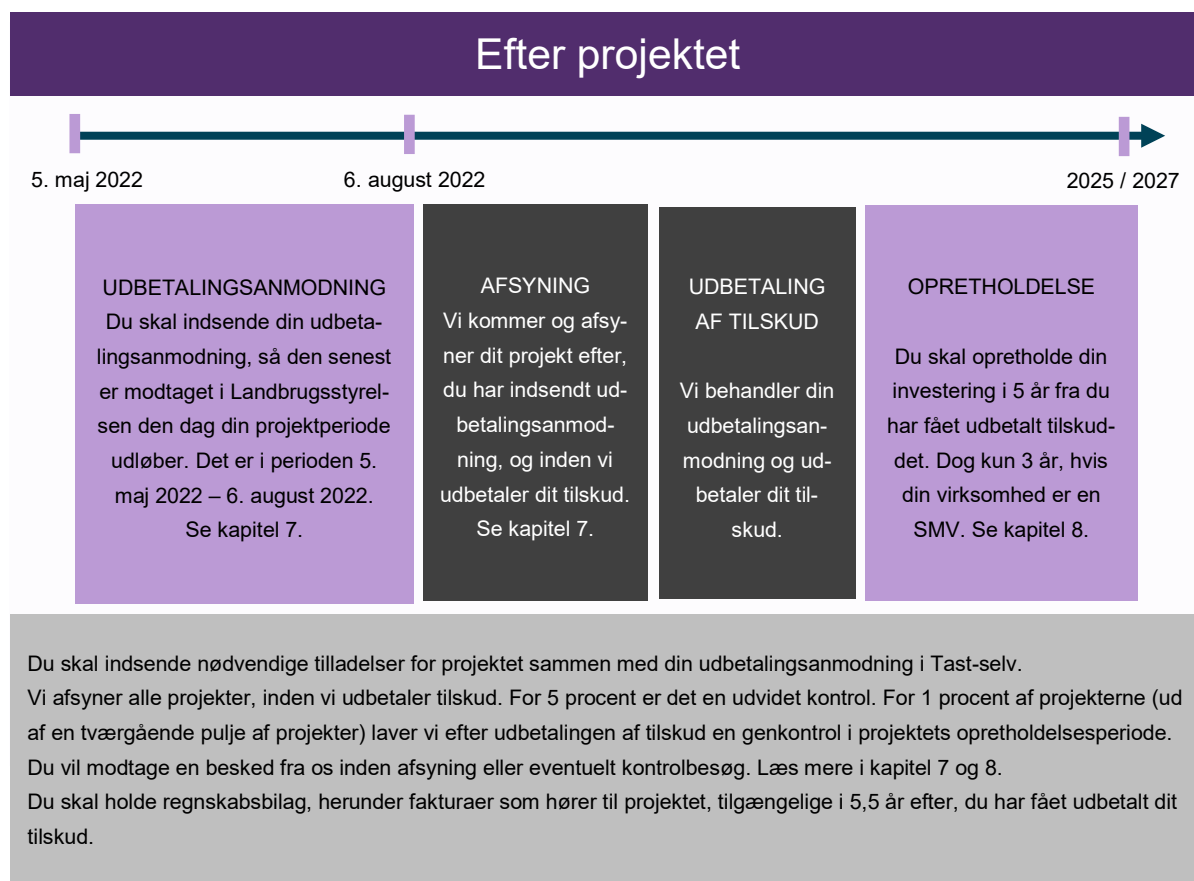 Efter projektet
5. maj 2022
6. august 2022
2025 / 2027
UDBETALINGSANMODNING
Du skal indsende din udbeta-
lingsanmodning, så den senest
er modtaget i Landbrugsstyrel-
sen den dag din projektperiode
udløber. Det er i perioden 5.
maj 2022 – 6. august 2022.
Se kapitel 7.
AFSYNING
Vi kommer og afsy-
ner dit projekt efter,
du har indsendt ud-
betalingsanmod-
ning, og inden vi
udbetaler dit tilskud.
Se kapitel 7.
UDBETALING
AF TILSKUD
Vi behandler din
udbetalingsan-
modning og ud-
betaler dit til-
skud.
OPRETHOLDELSE
Du skal opretholde din
investering i 5 år fra du
har fået udbetalt tilskud-
det. Dog kun 3 år, hvis
din virksomhed er en
SMV. Se kapitel 8.
Du skal indsende nødvendige tilladelser for projektet sammen med din udbetalingsanmodning i Tast-selv.
Vi afsyner alle projekter, inden vi udbetaler tilskud. For 5 procent er det en udvidet kontrol. For 1 procent af projekterne (ud
af en tværgående pulje af projekter) laver vi efter udbetalingen af tilskud en genkontrol i projektets opretholdelsesperiode.
Du vil modtage en besked fra os inden afsyning eller eventuelt kontrolbesøg. Læs mere i kapitel 7 og 8.
Du skal holde regnskabsbilag, herunder fakturaer som hører til projektet, tilgængelige i 5,5 år efter, du har fået udbetalt dit
tilskud.